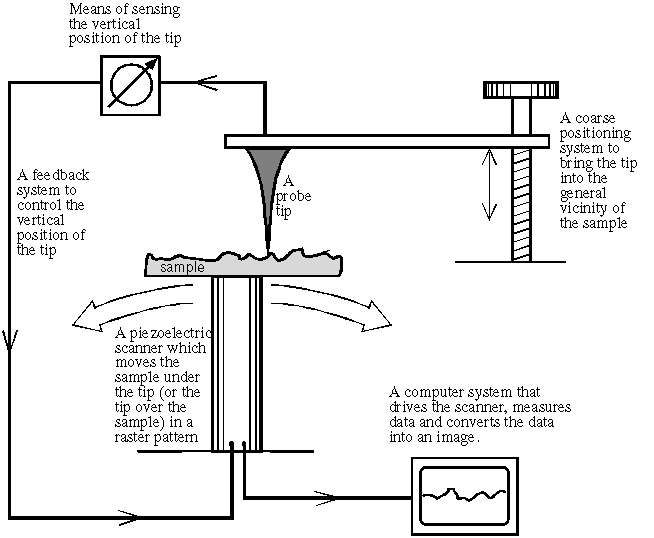 Means of sensing
the vertical
position of the tip
A coarse
positioning
system to
bring the tip
into the
general
vicinity of
the sample
A feedback
system to
control the
vertical
position of
the tip
A
probe
tip
sample
A piezoelectric
scanner which
moves the
sample under
the tip (or the
tip over the
sample) in a
raster pattern
A computer system that
drives the scanner, measures
data and converts the data
into an image.